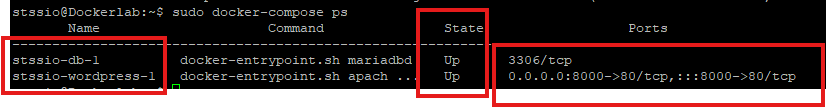 stssio@Dockerlab:~$ sudo docker-compose ps
Name Command State Ports
--------------------------------------------------------------------------------
stssio-db-1 docker-entrypoint.sh mariadbd Up 3306/tcp
stssio-wordpress-1 docker-entrypoint.sh apach ... Up 0.0.0.0:8000->80/tcp,:::8000->80/tcp
stssio@Dockerlab:~$